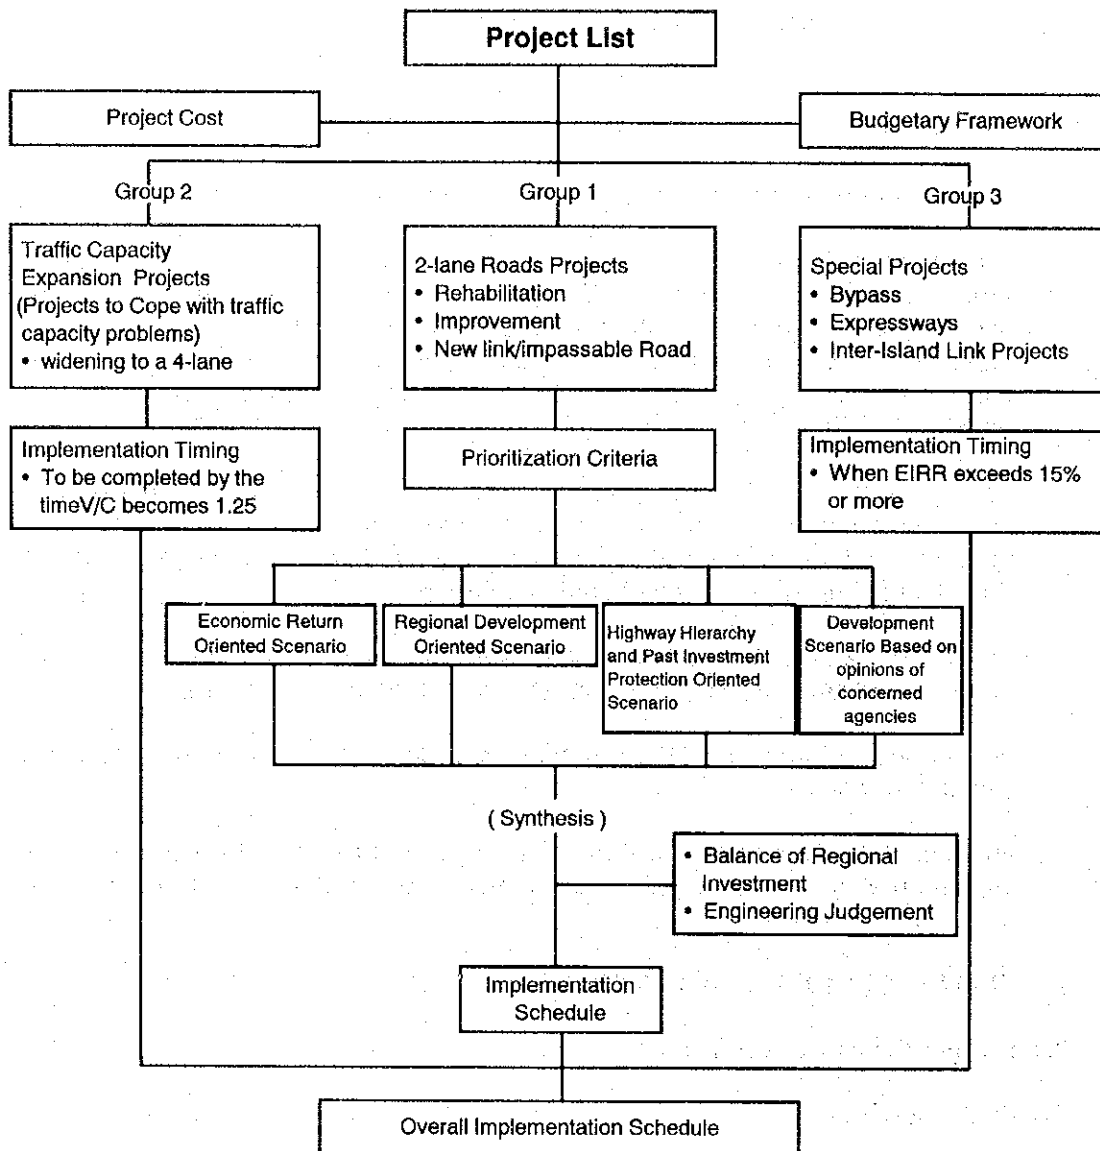 Project List
Project Cost
Budgetary Framework
Group 2
Group 1
Group 3
Traffic Capacity
Expansion Projects
(Projects to Cope with traffic
capacity problems)
• widening to a 4-lane
2-lane Roads Projects
• Rehabilitation
• Improvement
• New link/impassable Road
Special Projects
• Bypass
• Expressways
• Inter-Island Link Projects
Implementation Timing
• To be completed by the
timeV/C becomes 1.25
Prioritization Criteria
Implementation Timing
• When EIRR exceeds 15%
or more
Economic Return
Oriented Scenario
Regional Development
Oriented Scenario
Highway Hierarchy
and Past Investment
Protection Oriented
Scenario
Development
Scenario Based on
opinions of
concerned
agencies
( Synthesis )
• Balance of Regional
Investment
• Engineering Judgement
Implementation
Schedule
Overall Implementation Schedule